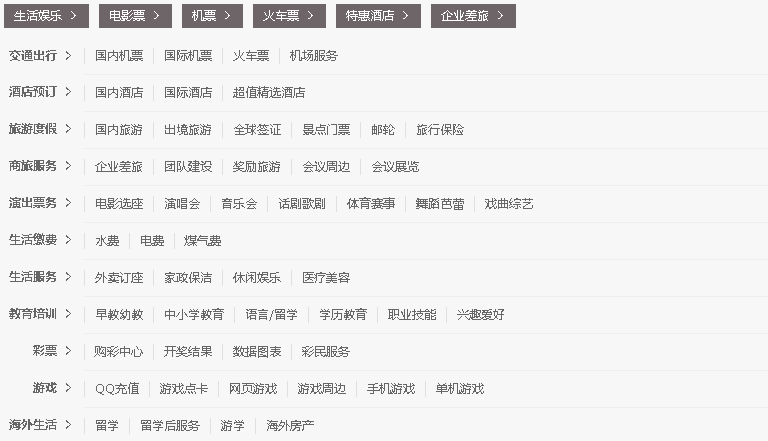 生活娱乐 > 电影票 > 机票 > 火车票 > 特惠酒店 > 企业差旅 >
交通出行 > 国内机票 国际机票 火车票 机场服务
酒店预订 > 国内酒店 国际酒店 超值精选酒店
旅游度假 > 国内旅游 出境旅游 全球签证 景点门票 邮轮 旅行保险
商旅服务 > 企业差旅 团队建设 奖励旅游 会议周边 会议展览
演出票务 > 电影选座 演唱会 音乐会 话剧歌剧 体育赛事 舞蹈芭蕾 戏曲综艺
生活缴费 > 水费 电费 煤气费
生活服务 > 外卖订座 家政保洁 休闲娱乐 医疗美容
教育培训 > 早教幼教 中小学教育 语言/留学 学历教育 职业技能 兴趣爱好
彩票 > 购彩中心 开奖结果 数据图表 彩民服务
游戏 > QQ充值 游戏点卡 网页游戏 游戏周边 手机游戏 单机游戏
海外生活 > 留学 留学后服务 游学 海外房产